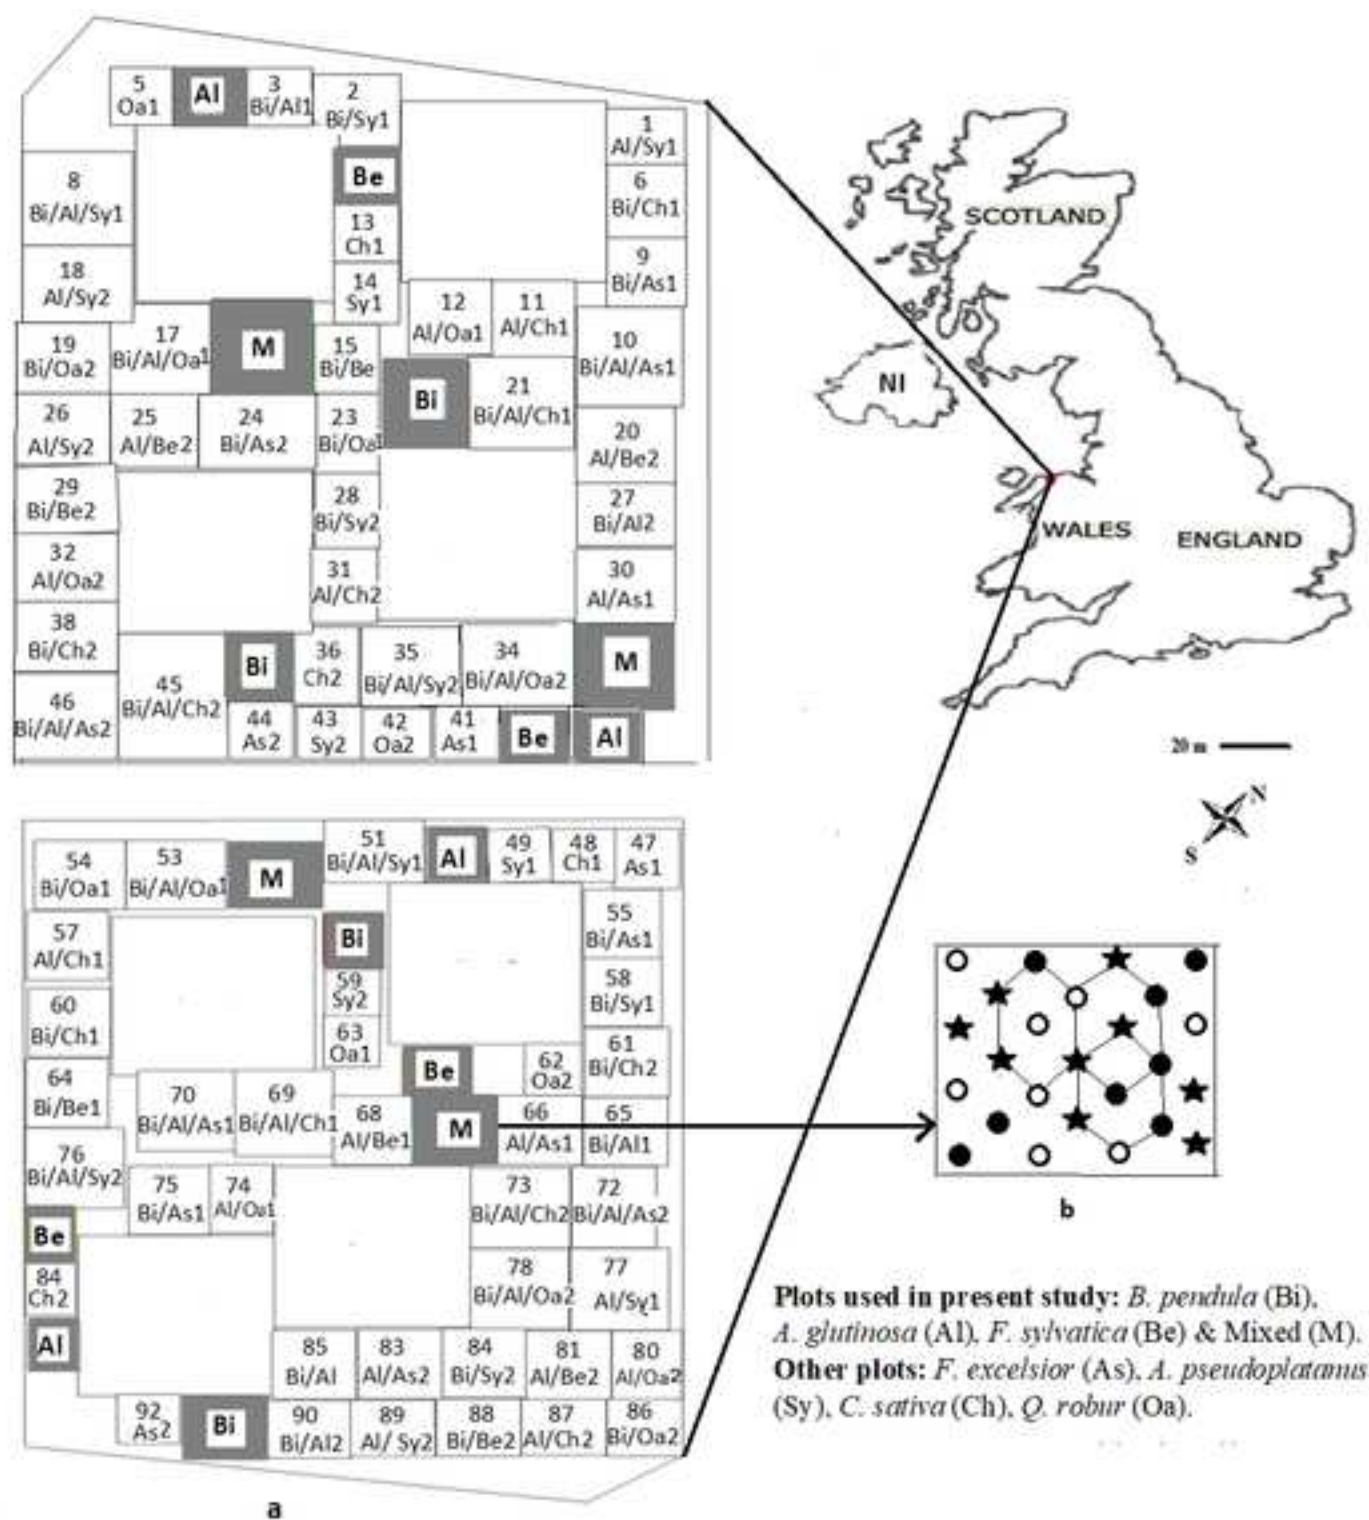 5
Oa1
Al
3
Bi/Al1
2
Bi/Sy1
1
Al/Sy1
8
Bi/Al/Sy1
Be
6
Bi/Ch1
13
Ch1
9
Bi/As1
18
Al/Sy2
14
Sy1
12
Al/Oa1
11
Al/Ch1
19
Bi/Oa2
17
Bi/Al/Oa1
M
15
Bi/Be
10
Bi/Al/As1
Bi
21
Bi/Al/Ch1
26
Al/Sy2
25
Al/Be2
24
Bi/As2
23
Bi/Oa1
20
Al/Be2
29
Bi/Be2
28
Bi/Sy2
27
Bi/Al2
32
Al/Oa2
31
Al/Ch2
30
Al/As1
38
Bi/Ch2
45
Bi/Al/Ch2
Bi
36
Ch2
35
Bi/Al/Sy2
34
Bi/Al/Oa2
M
46
Bi/Al/As2
44
As2
43
Sy2
42
Oa2
41
As1
Be
Al
54
Bi/Oa1
53
Bi/Al/Oa1
M
51
Bi/Al/Sy1
Al
49
Sy1
48
Ch1
47
As1
57
Al/Ch1
Bi
55
Bi/As1
59
Sy2
58
Bi/Sy1
60
Bi/Ch1
63
Oa1
61
Bi/Ch2
Be
62
Oa2
64
Bi/Be1
70
Bi/Al/As1
69
Bi/Al/Ch1
68
Al/Be1
M
66
Al/As1
65
Bi/Al1
76
Bi/Al/Sy2
75
Bi/As1
74
Al/Oa1
73
Bi/Al/Ch2
72
Bi/Al/As2
Be
84
Ch2
78
Bi/Al/Oa2
77
Al/Sy1
Al
85
Bi/Al
83
Al/As2
84
Bi/Sy2
81
Al/Be2
80
Al/Oa2
92
As2
Bi
90
Bi/Al2
89
Al/ Sy2
88
Bi/Be2
87
Al/Ch2
86
Bi/Oa2
a
SCOTLAND
NI
WALES
ENGLAND
20 m
N
S
b
Plots used in present study: B. pendula (Bi),
A. glutinosa (Al), F. sylvatica (Be) & Mixed (M).
Other plots: F. excelsior (As), A. pseudoplatanus
(Sy), C. sativa (Ch), Q. robur (Oa).